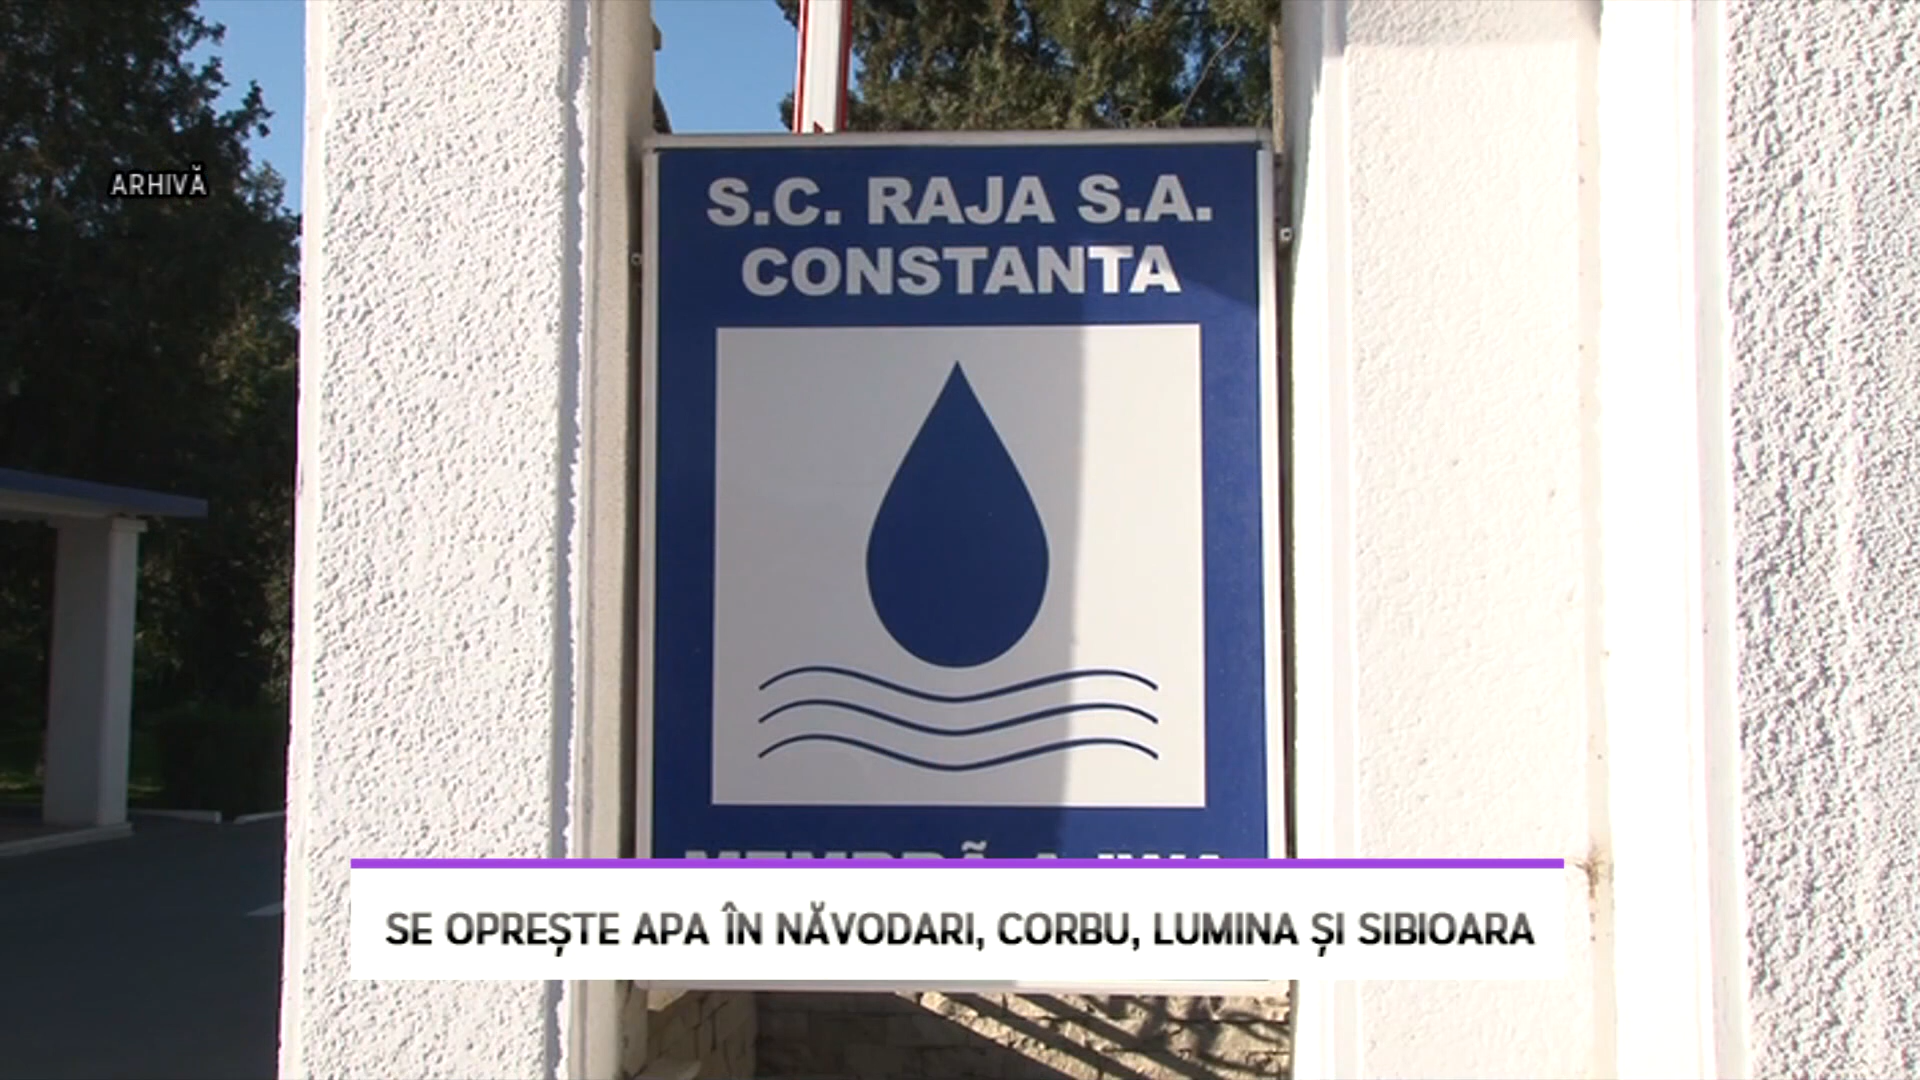 ARHIVĂ
S.C. RAJA S.A.
CONSTANTA
SE OPREȘTE APA ÎN NĂVODARI, CORBU, LUMINA ȘI SIBIOARA